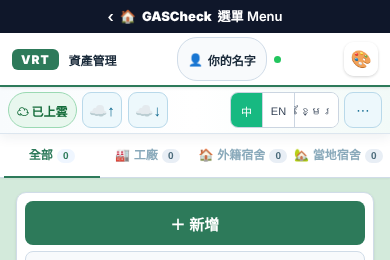 ‹ 🏠 GASCheck 選單 Menu
VRT 資產管理 👤 你的名字
已上雲 ↑ ↓ 中 EN ...
全部 0 🏭 工廠 0 🏠 外籍宿舍 0 🏡 當地宿舍 0
＋ 新增